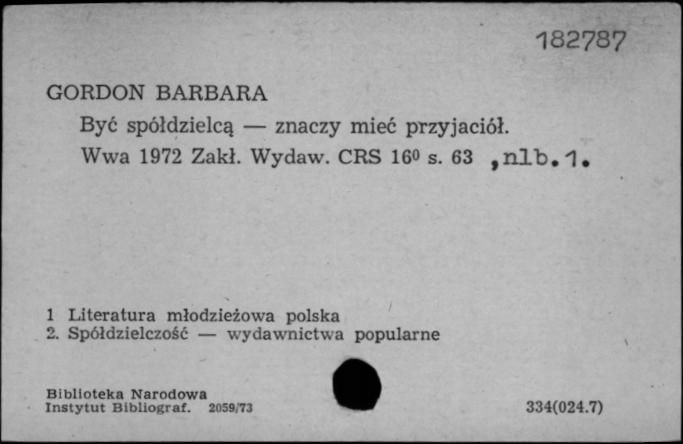 182787
GORDON BARBARA
Być spółdzielcą — znaczy mieć przyjaciół.
Wwa 1972 Zakł. Wydaw. CRS 16⁰ s. 63 ,nlb.1.
1 Literatura młodzieżowa polska
2. Spółdzielczość — wydawnictwa popularne
Biblioteka Narodowa
Instytut Bibliograf. 2059/73
334(024.7)